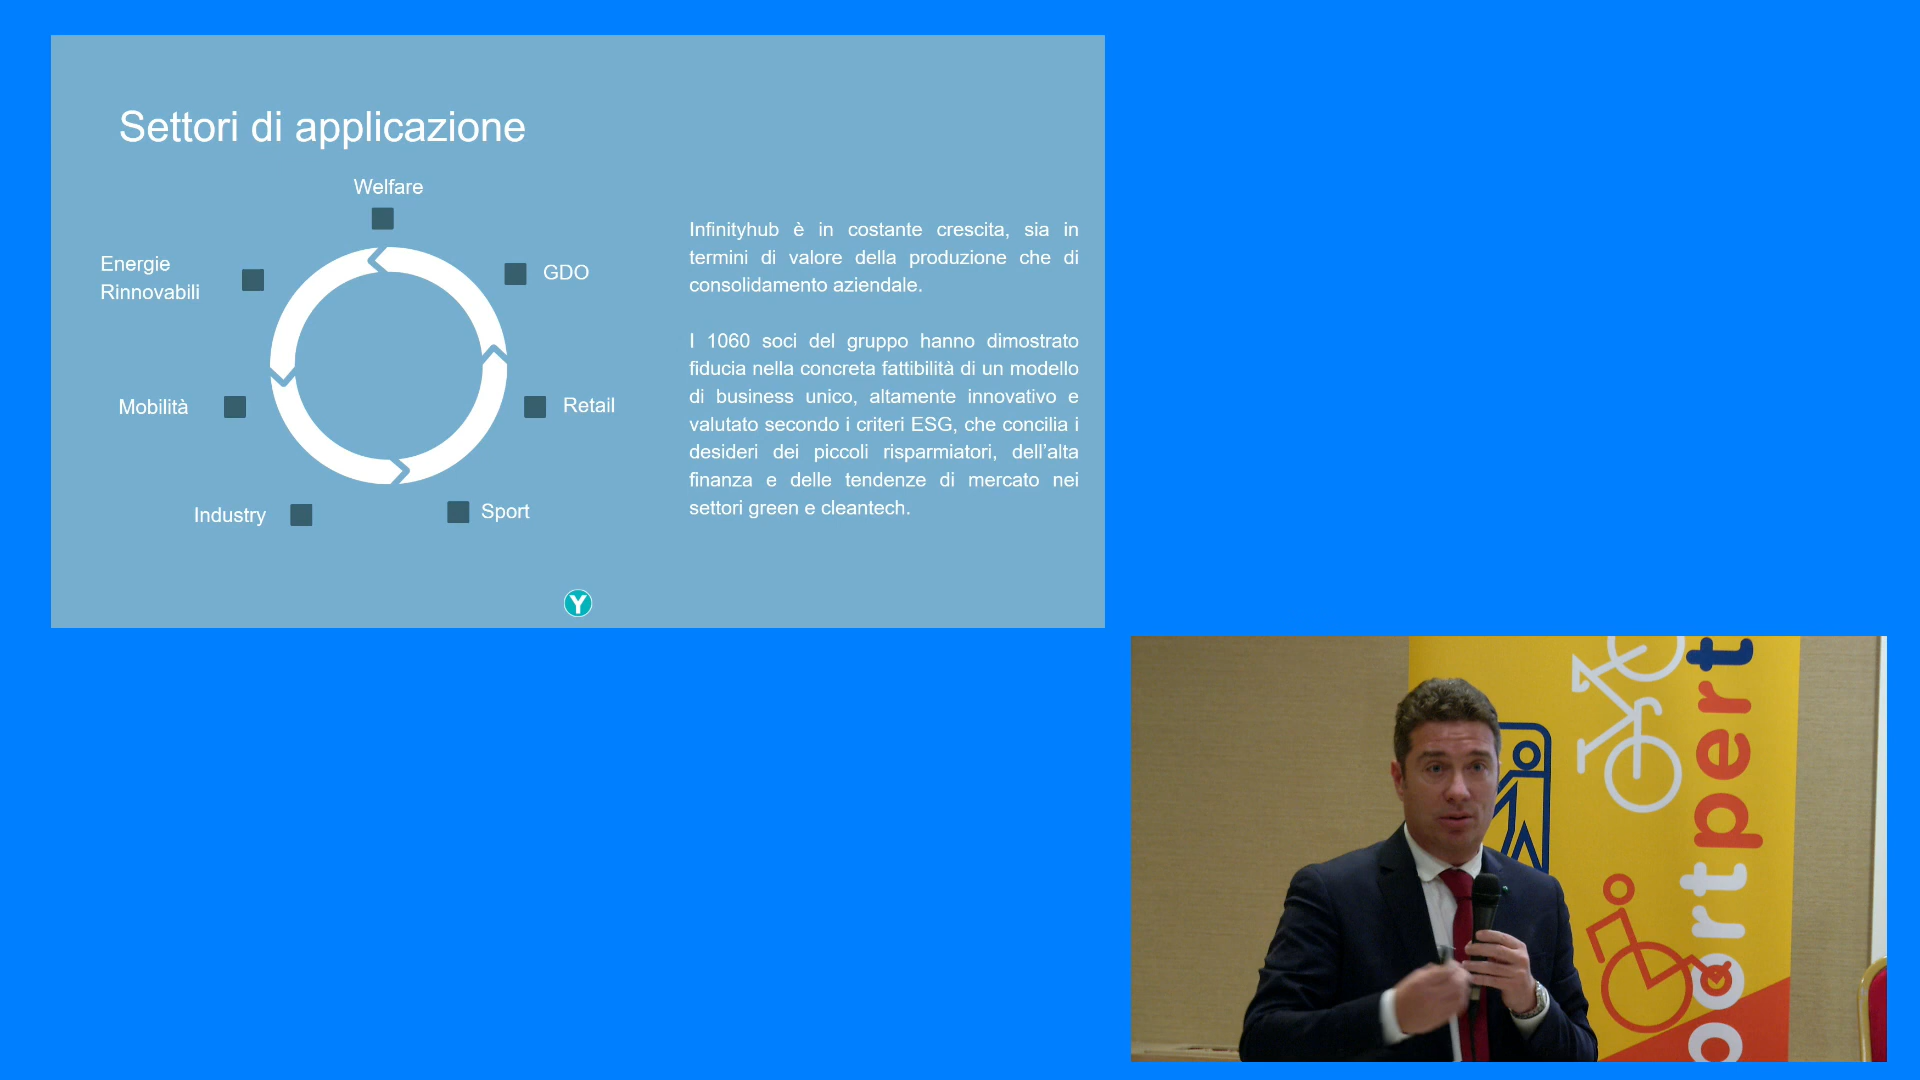 Settori di applicazione
Welfare
Energie
Rinnovabili
GDO
Mobilità
Retail
Industry
Sport
Infinityhub è in costante crescita, sia in
termini di valore della produzione che di
consolidamento aziendale.
I 1060 soci del gruppo hanno dimostrato
fiducia nella concreta fattibilità di un modello
di business unico, altamente innovativo e
valutato secondo i criteri ESG, che concilia i
desideri dei piccoli risparmiatori, dell'alta
finanza e delle tendenze di mercato nei
settori green e cleantech.
Y
portpert